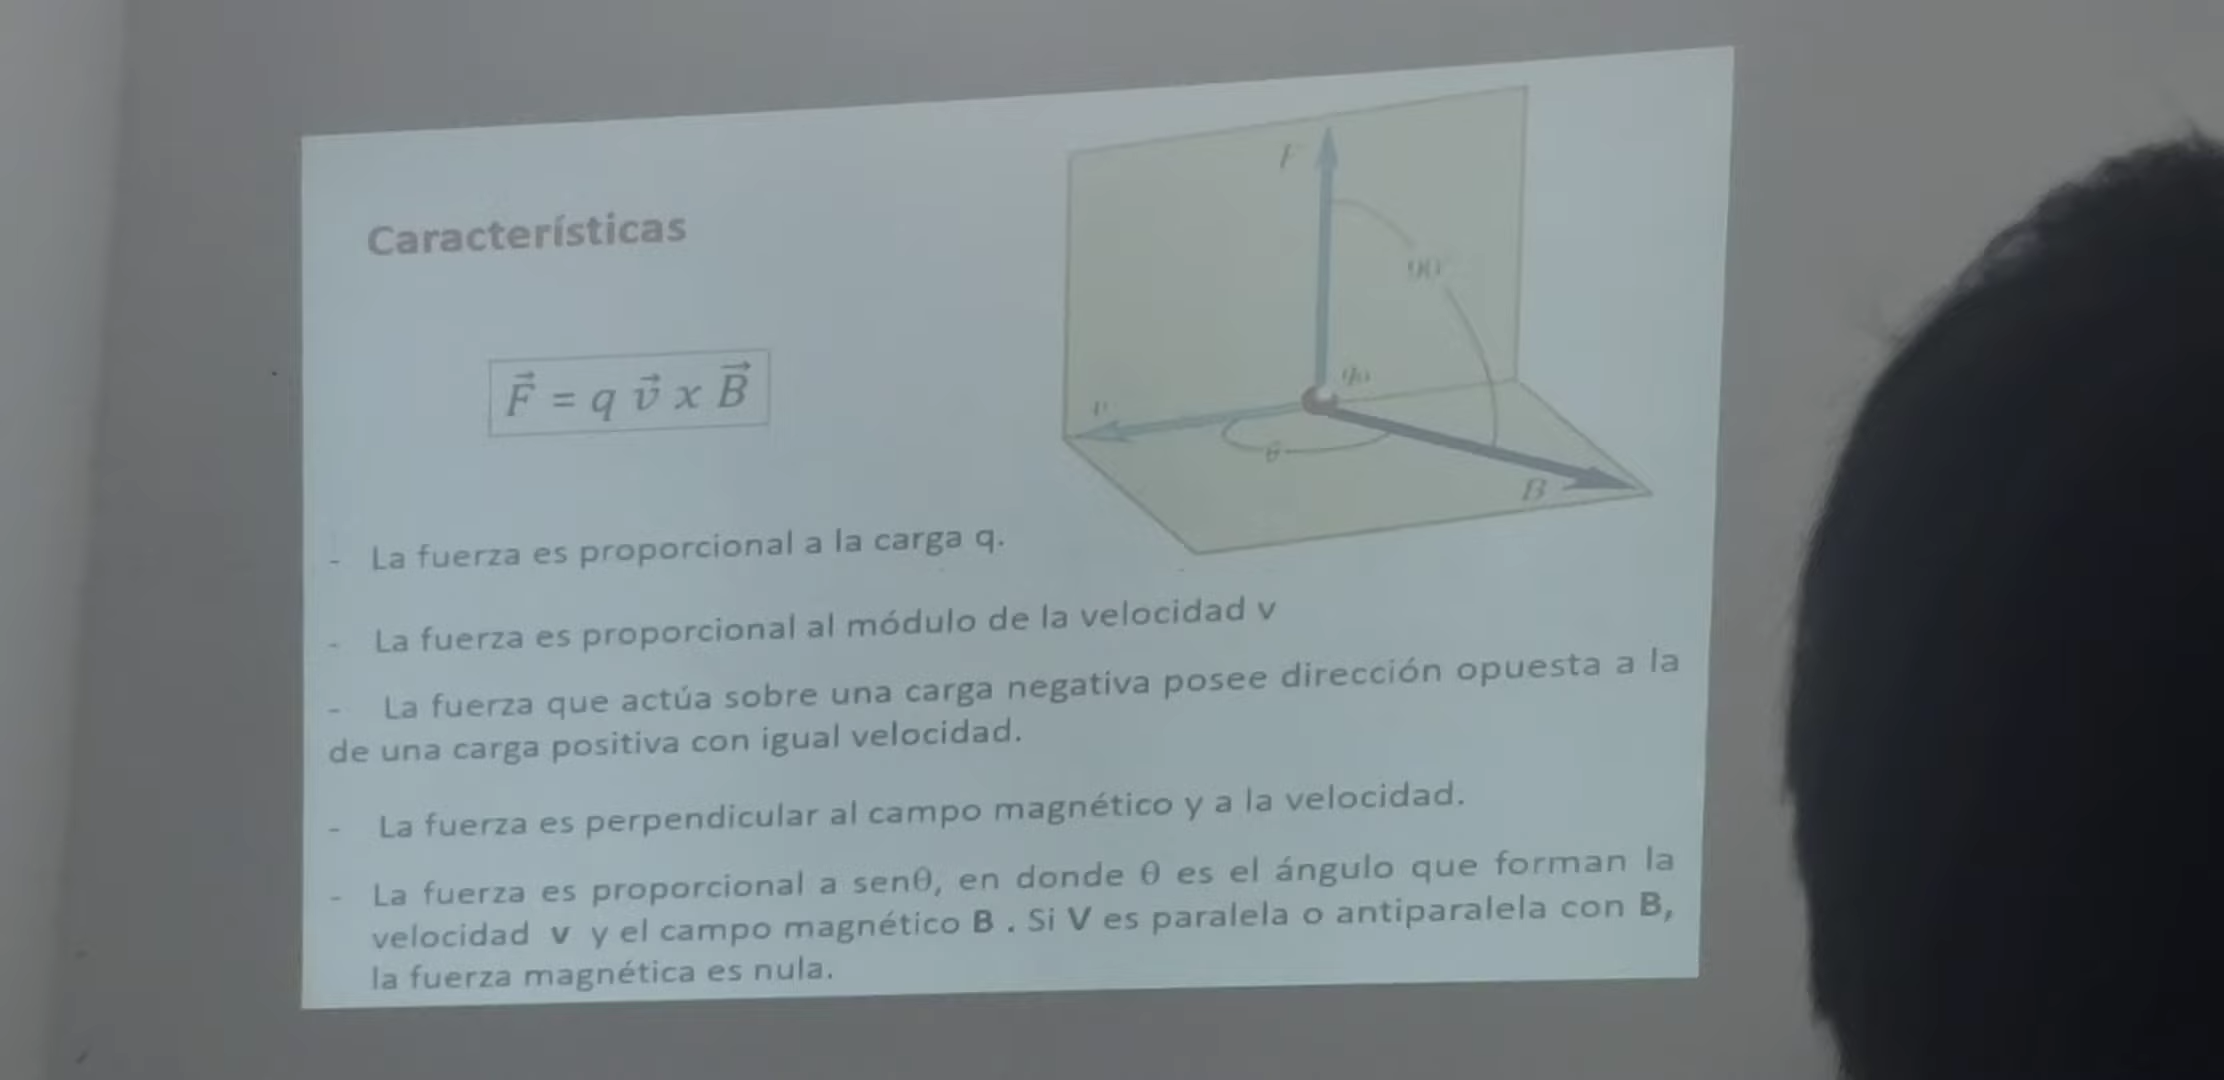 Características
F
90
q₀
v
θ
B
F⃗ = q v⃗ x B⃗
- La fuerza es proporcional a la carga q.
- La fuerza es proporcional al módulo de la velocidad v
- La fuerza que actúa sobre una carga negativa posee dirección opuesta a la
de una carga positiva con igual velocidad.
- La fuerza es perpendicular al campo magnético y a la velocidad.
- La fuerza es proporcional a senθ, en donde θ es el ángulo que forman la
velocidad v y el campo magnético B . Si V es paralela o antiparalela con B,
la fuerza magnética es nula.